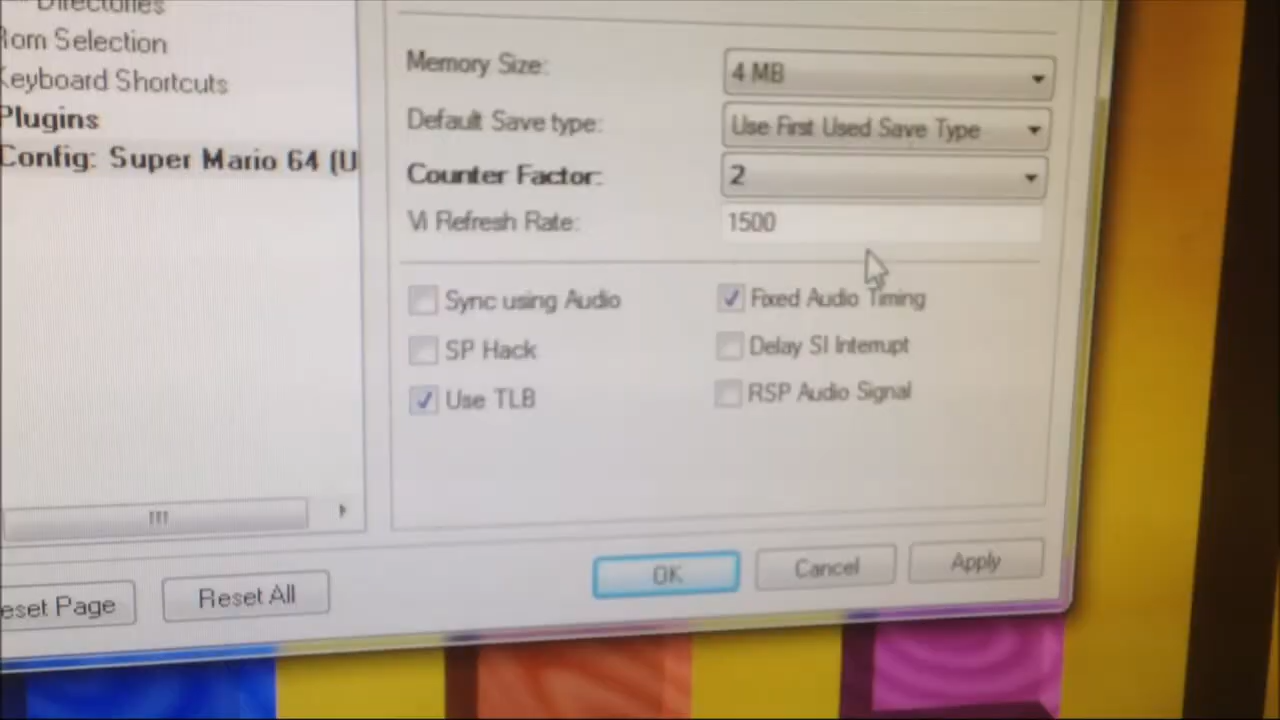 Directories
Rom Selection
Keyboard Shortcuts
Plugins
Config: Super Mario 64 (U
Memory Size:
4 MB
Default Save type:
Use First Used Save Type
Counter Factor:
2
VI Refresh Rate:
1500
Sync using Audio
Fixed Audio Timing
SP Hack
Delay SI Interrupt
Use TLB
RSP Audio Signal
eset Page
Reset All
OK
Cancel
Apply